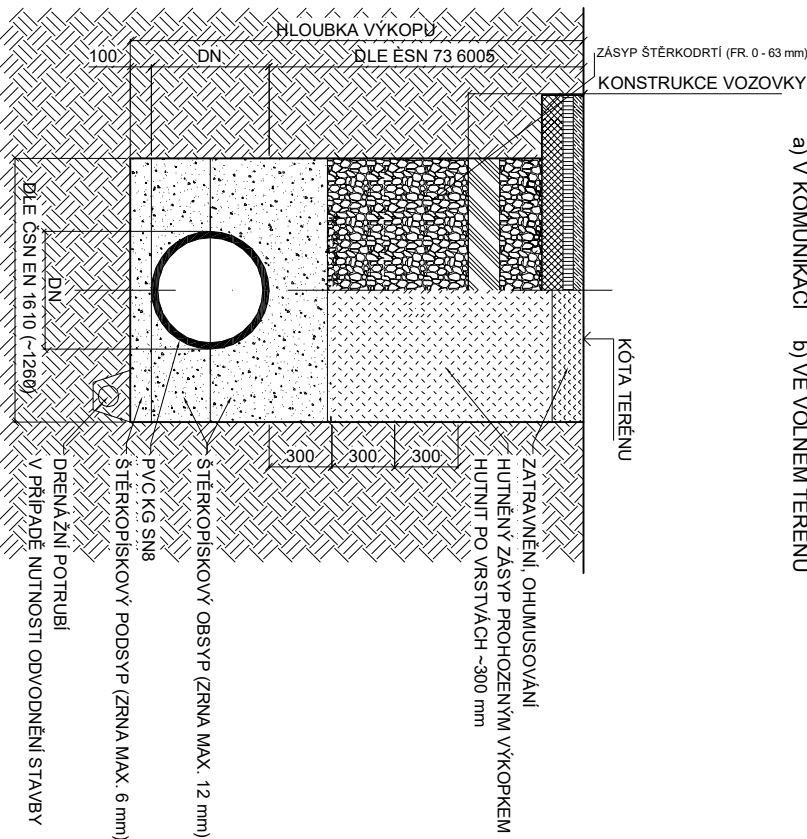 a) V KOMUNIKACI b) VE VOLNÉM TERÉNU
ZÁSYP ŠTĚRKODRTÍ (FR. 0 - 63 mm)
KONSTRUKCE VOZOVKY
KÓTA TERÉNU
HLOUBKA VÝKOPU
100
DN
DLE ÈSN 73 6005
DLE ČSN EN 1610 (~1260)
DN
300
300
300
ZATRAVNĚNÍ, OHUMUSOVÁNÍ
HUTNĚNÝ ZÁSYP PROHOZENÝM VÝKOPKEM
HUTNIT PO VRSTVÁCH ~300 mm
ŠTĚRKOPÍSKOVÝ OBSYP (ZRNA MAX. 12 mm)
PVC KG SN8
ŠTĚRKOPÍSKOVÝ PODSYP (ZRNA MAX. 6 mm)
DRENÁŽNÍ POTRUBÍ
V PŘÍPADĚ NUTNOSTI ODVODNĚNÍ STAVBY